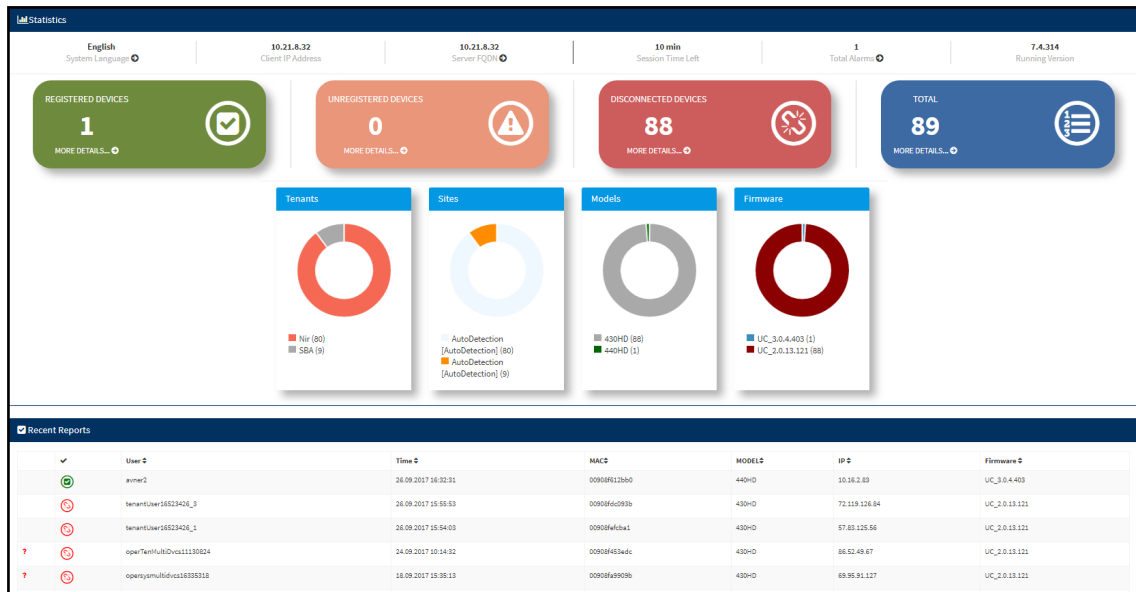 Statistics
English
System Language
10.21.8.32
Client IP Address
10.21.8.32
Server FQDN
10 min
Session Time Left
1
Total Alarms
7.4.314
Running Version
REGISTERED DEVICES
1
MORE DETAILS...
UNREGISTERED DEVICES
0
MORE DETAILS...
DISCONNECTED DEVICES
88
MORE DETAILS...
TOTAL
89
MORE DETAILS...
1
2
3
Tenants
Nir (80)
SBA (9)
Sites
AutoDetection
[AutoDetection] (80)
AutoDetection
[AutoDetection] (9)
Models
430HD (88)
440HD (1)
Firmware
UC_3.0.4.403 (1)
UC_2.0.13.121 (88)
Recent Reports
User Time MAC MODEL IP Firmware
avner2 26.09.2017 16:32:31 00908f612bb0 440HD 10.16.2.83 UC_3.0.4.403
tenantUser16523426_3 26.09.2017 15:55:53 00908fdc093b 430HD 72.119.126.84 UC_2.0.13.121
tenantUser16523426_1 26.09.2017 15:54:03 00908fefcba1 430HD 57.83.125.56 UC_2.0.13.121
? operTenMultiDvcs11130824 24.09.2017 10:14:32 00908f453edc 430HD 86.52.49.67 UC_2.0.13.121
? opersysmultidvcs16335318 18.09.2017 15:35:13 00908fa9909b 430HD 69.95.91.127 UC_2.0.13.121